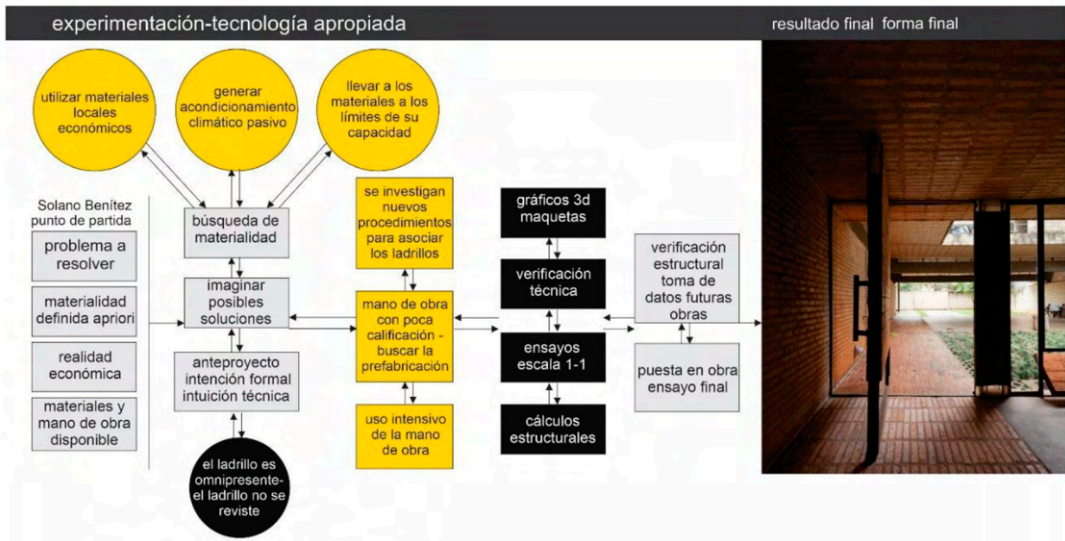 experimentación-tecnología apropiada
resultado final forma final
utilizar materiales
locales
económicos
generar
acondicionamiento
climático pasivo
llevar a los
materiales a los
límites de su
capacidad
Solano Benítez
punto de partida
problema a
resolver
materialidad
definida apriori
realidad
económica
materiales y
mano de obra
disponible
búsqueda de
materialidad
imaginar
posibles
soluciones
anteproyecto
intención formal
intuición técnica
el ladrillo es
omnipresente-
el ladrillo no se
reviste
se investigan
nuevos
procedimientos
para asociar
los ladrillos
mano de obra
con poca
calificación -
buscar la
prefabricación
uso intensivo
de la mano
de obra
gráficos 3d
maquetas
verificación
técnica
ensayos
escala 1-1
cálculos
estructurales
verificación
estructural
toma de
datos futuras
obras
puesta en obra
ensayo final